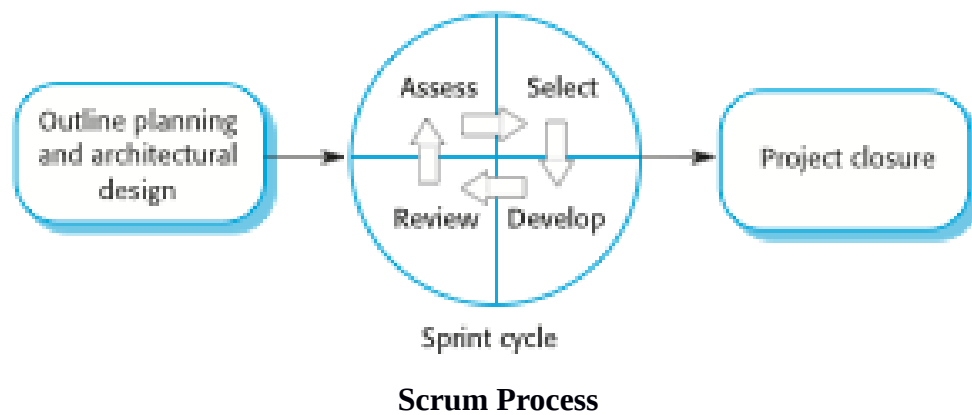 Outline planning
and architectural
design
Assess
Select
Review
Develop
Sprint cycle
Project closure
Scrum Process